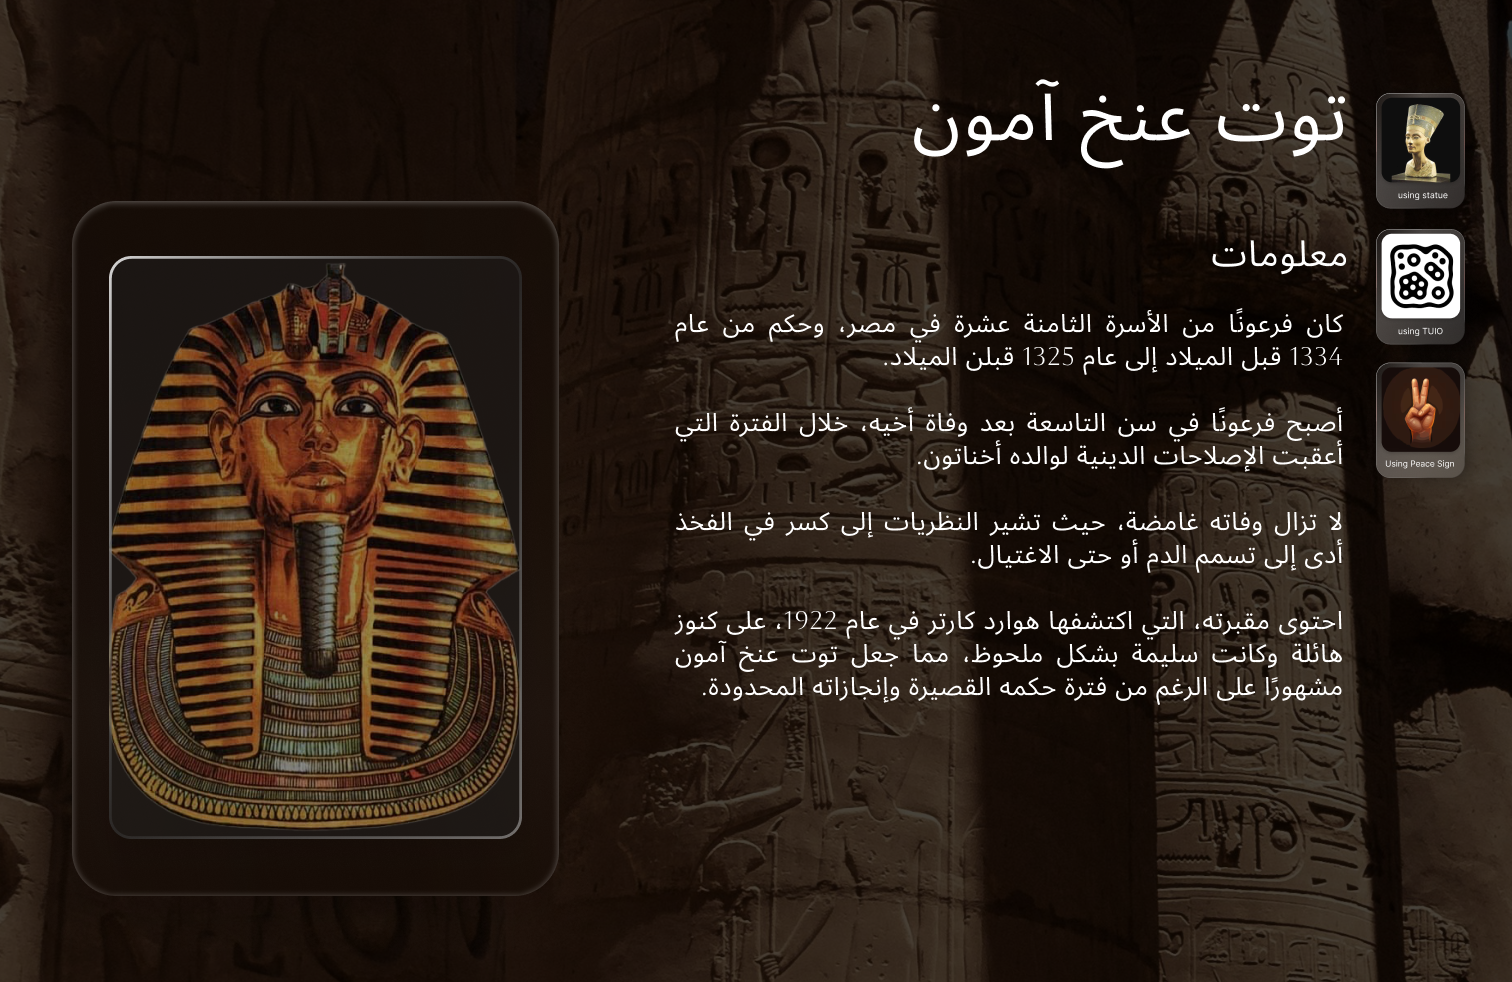 توت عنخ آمون
معلومات
كان فرعونًا من الأسرة الثامنة عشرة في مصر، وحكم من عام
1334 قبل الميلاد إلى عام 1325 قبلن الميلاد.
أصبح فرعونًا في سن التاسعة بعد وفاة أخيه، خلال الفترة التي
أعقبت الإصلاحات الدينية لوالده أخناتون.
لا تزال وفاته غامضة، حيث تشير النظريات إلى كسر في الفخذ
أدى إلى تسمم الدم أو حتى الاغتيال.
احتوى مقبرته، التي اكتشفها هوارد كارتر في عام 1922، على كنوز
هائلة وكانت سليمة بشكل ملحوظ، مما جعل توت عنخ آمون
مشهورًا على الرغم من فترة حكمه القصيرة وإنجازاته المحدودة.
using statue
using TUIO
Using Peace Sign